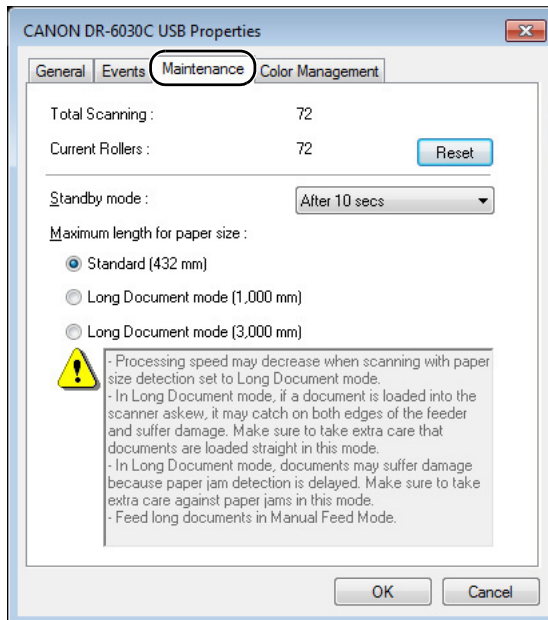 CANON DR-6030C USB Properties
General Events Maintenance Color Management
Total Scanning : 72
Current Rollers : 72 Reset
Standby mode : After 10 secs
Maximum length for paper size :
Standard (432 mm)
Long Document mode (1,000 mm)
Long Document mode (3,000 mm)
- Processing speed may decrease when scanning with paper
size detection set to Long Document mode.
- In Long Document mode, if a document is loaded into the
scanner askew, it may catch on both edges of the feeder
and suffer damage. Make sure to take extra care that
documents are loaded straight in this mode.
- In Long Document mode, documents may suffer damage
because paper jam detection is delayed. Make sure to take
extra care against paper jams in this mode.
- Feed long documents in Manual Feed Mode.
OK Cancel